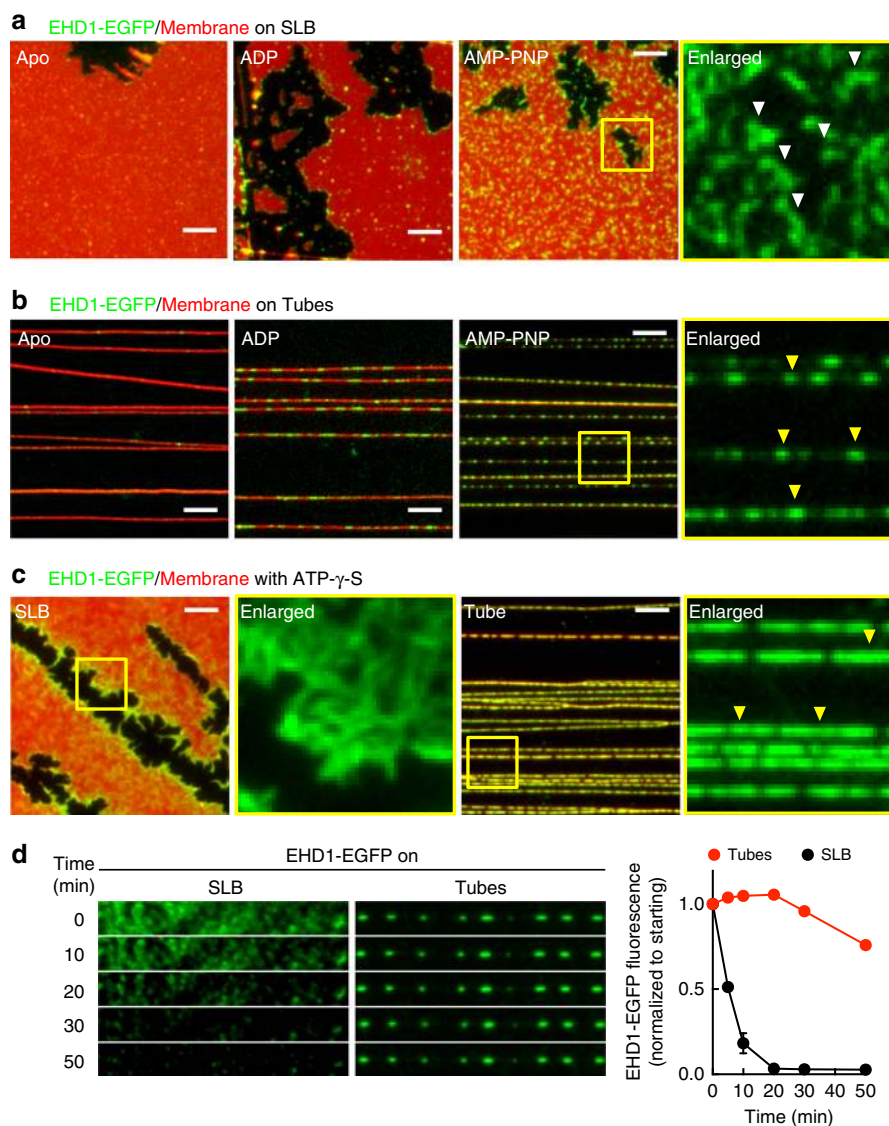 a EHD1-EGFP/Membrane on SLB
Apo ADP AMP-PNP Enlarged
b EHD1-EGFP/Membrane on Tubes
Apo ADP AMP-PNP Enlarged
c EHD1-EGFP/Membrane with ATP-γ-S
SLB Enlarged Tube Enlarged
d
Time (min)
EHD1-EGFP on
SLB Tubes
0
10
20
30
50
Tubes SLB
EHD1-EGFP fluorescence
(normalized to starting)
1.0
0.5
0.0
0 10 20 30 40 50
Time (min)